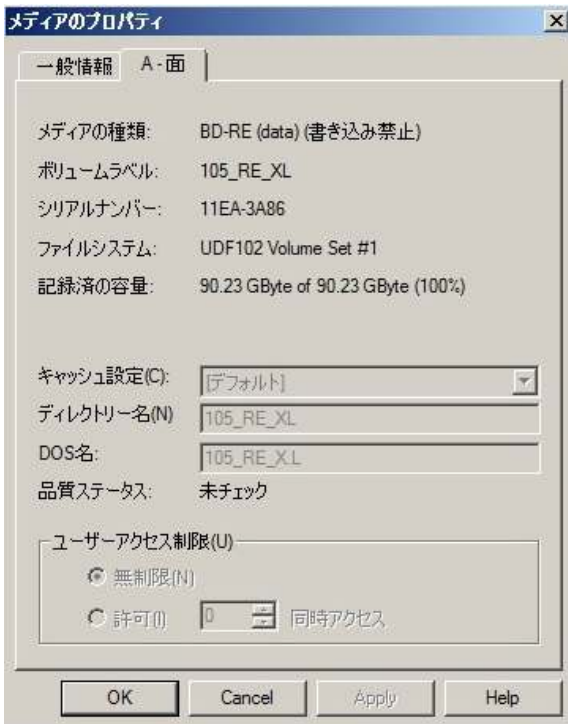 メディアのプロパティ
一般情報 A - 面
メディアの種類: BD-RE (data) (書き込み禁止)
ボリュームラベル: 105_RE_XL
シリアルナンバー: 11EA-3A86
ファイルシステム: UDF102 Volume Set #1
記録済の容量: 90.23 GByte of 90.23 GByte (100%)
キャッシュ設定(C): [デフォルト]
ディレクトリー名(N) 105_RE_XL
DOS名: 105_RE_X.L
品質ステータス: 未チェック
ユーザーアクセス制限(U)
無制限(N)
許可(I) 0 同時アクセス
OK Cancel Apply Help